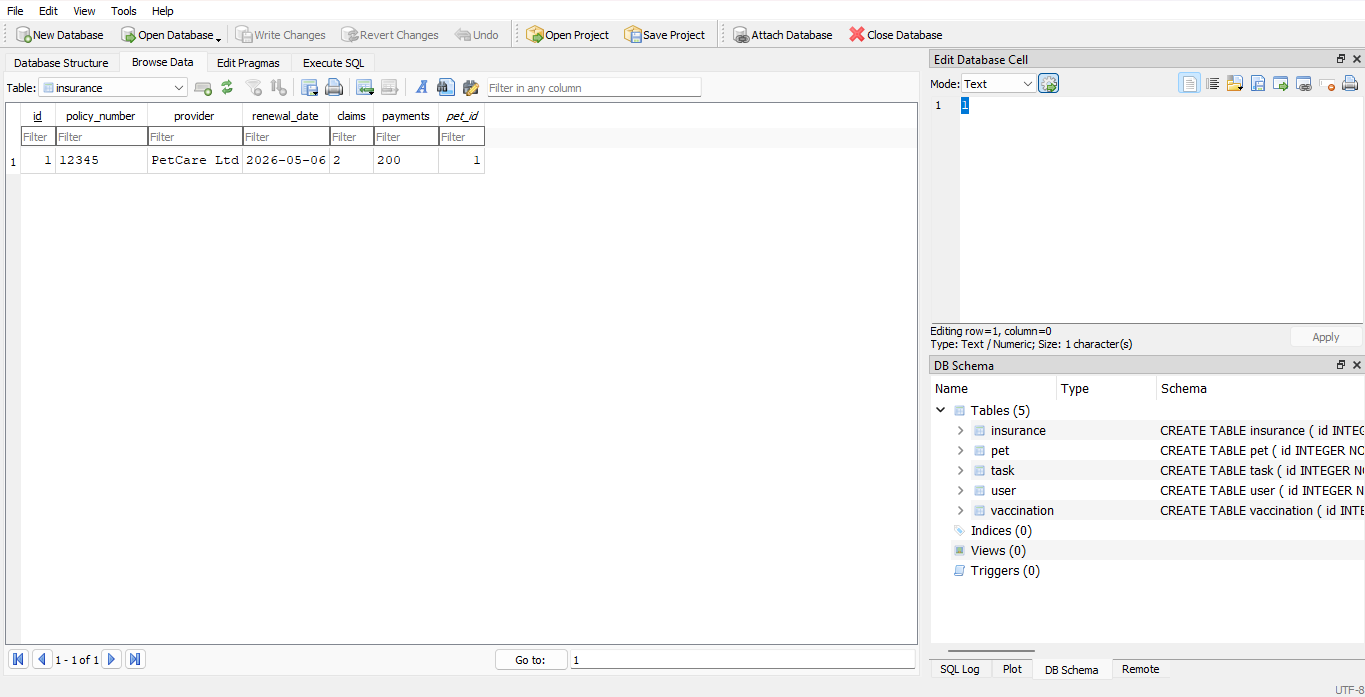 File Edit View Tools Help
New Database Open Database Write Changes Revert Changes Undo Open Project Save Project Attach Database Close Database
Database Structure Browse Data Edit Pragmas Execute SQL
Table: insurance Filter in any column
id policy_number provider renewal_date claims payments pet_id
Filter Filter Filter Filter Filter Filter Filter
1 1 12345 PetCare Ltd 2026-05-06 2 200 1
1 - 1 of 1 Go to: 1
Edit Database Cell
Mode: Text
1 1
Editing row=1, column=0
Type: Text / Numeric; Size: 1 character(s)
Apply
DB Schema
Name Type Schema
Tables (5)
insurance CREATE TABLE insurance ( id INTEG
pet CREATE TABLE pet ( id INTEGER NO
task CREATE TABLE task ( id INTEGER NO
user CREATE TABLE user ( id INTEGER N
vaccination CREATE TABLE vaccination ( id INTE
Indices (0)
Views (0)
Triggers (0)
SQL Log Plot DB Schema Remote
UTF-8